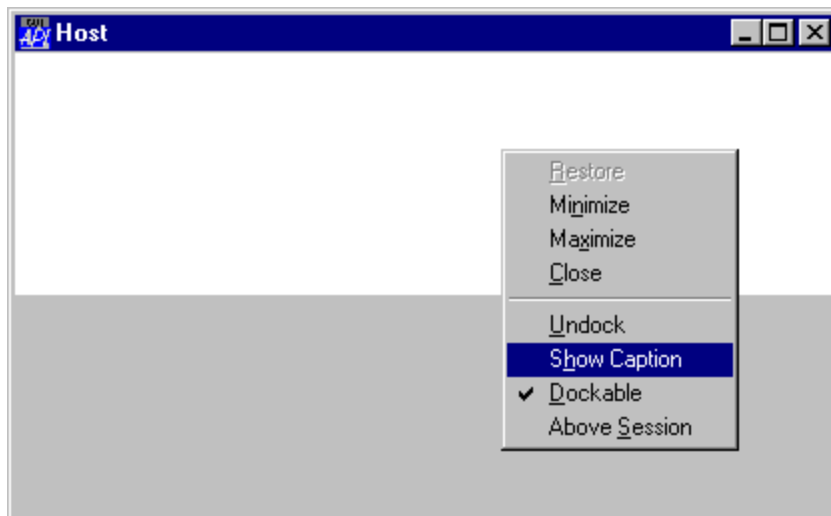 Host
Restore
Minimize
Maximize
Close
Undock
Show Caption
Dockable
Above Session